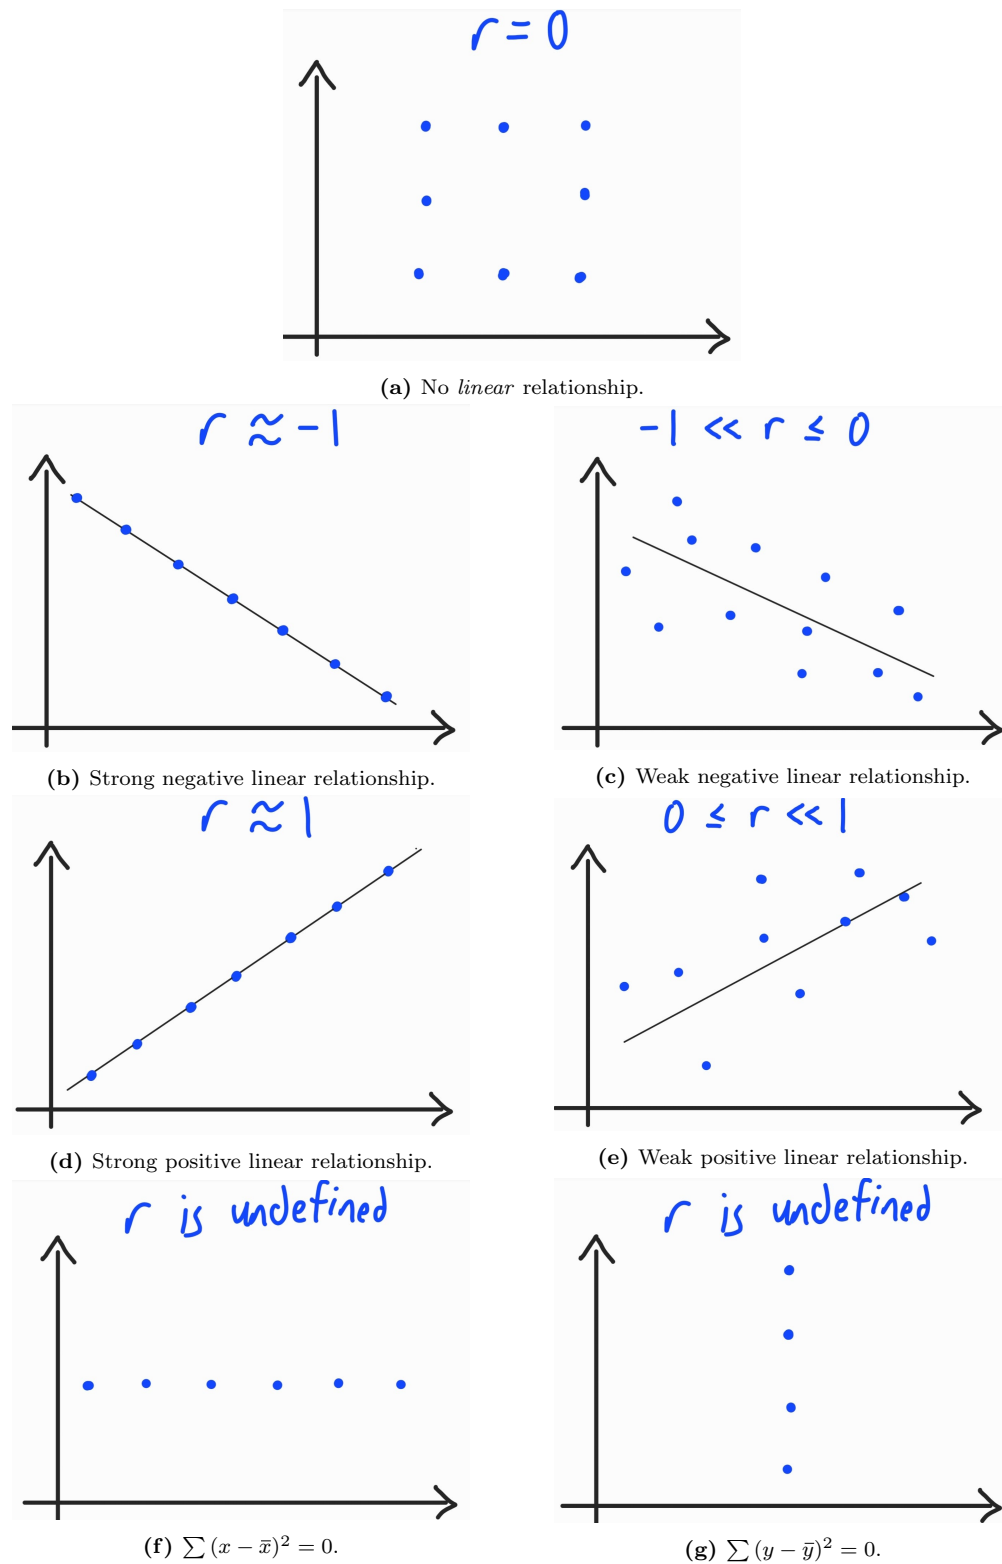 r = 0
(a) No linear relationship.
r ≈ -1
-1 << r ≤ 0
(b) Strong negative linear relationship.
(c) Weak negative linear relationship.
r ≈ 1
0 ≤ r << 1
(d) Strong positive linear relationship.
(e) Weak positive linear relationship.
r is undefined
r is undefined
(f) ∑ (x − x̄)² = 0.
(g) ∑ (y − ȳ)² = 0.